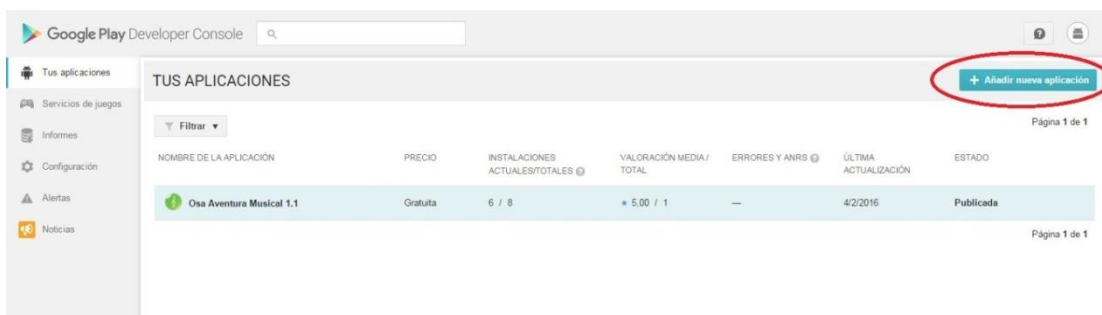 Google Play Developer Console
Tus aplicaciones
Servicios de juegos
Informes
Configuración
Alertas
Noticias
TUS APLICACIONES
+ Añadir nueva aplicación
Filtrar
Página 1 de 1
NOMBRE DE LA APLICACIÓN PRECIO INSTALACIONES ACTUALES/TOTALES VALORACIÓN MEDIA / TOTAL ERRORES Y ANRS ÚLTIMA ACTUALIZACIÓN ESTADO
Osa Aventura Musical 1.1 Gratuita 6 / 8 5,00 / 1 — 4/2/2016 Publicada
Página 1 de 1